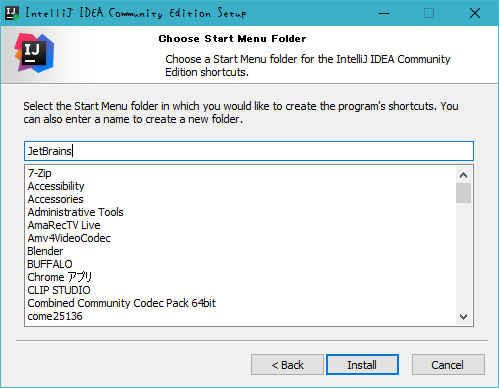 IntelliJ IDEA Community Edition Setup
IJ
Choose Start Menu Folder
Choose a Start Menu folder for the IntelliJ IDEA Community
Edition shortcuts.
Select the Start Menu folder in which you would like to create the program's shortcuts. You
can also enter a name to create a new folder.
JetBrains
7-Zip
Accessibility
Accessories
Administrative Tools
AmaRecTV Live
Amv4VideoCodec
Blender
BUFFALO
Chrome アプリ
CLIP STUDIO
Combined Community Codec Pack 64bit
come25136
< Back
Install
Cancel